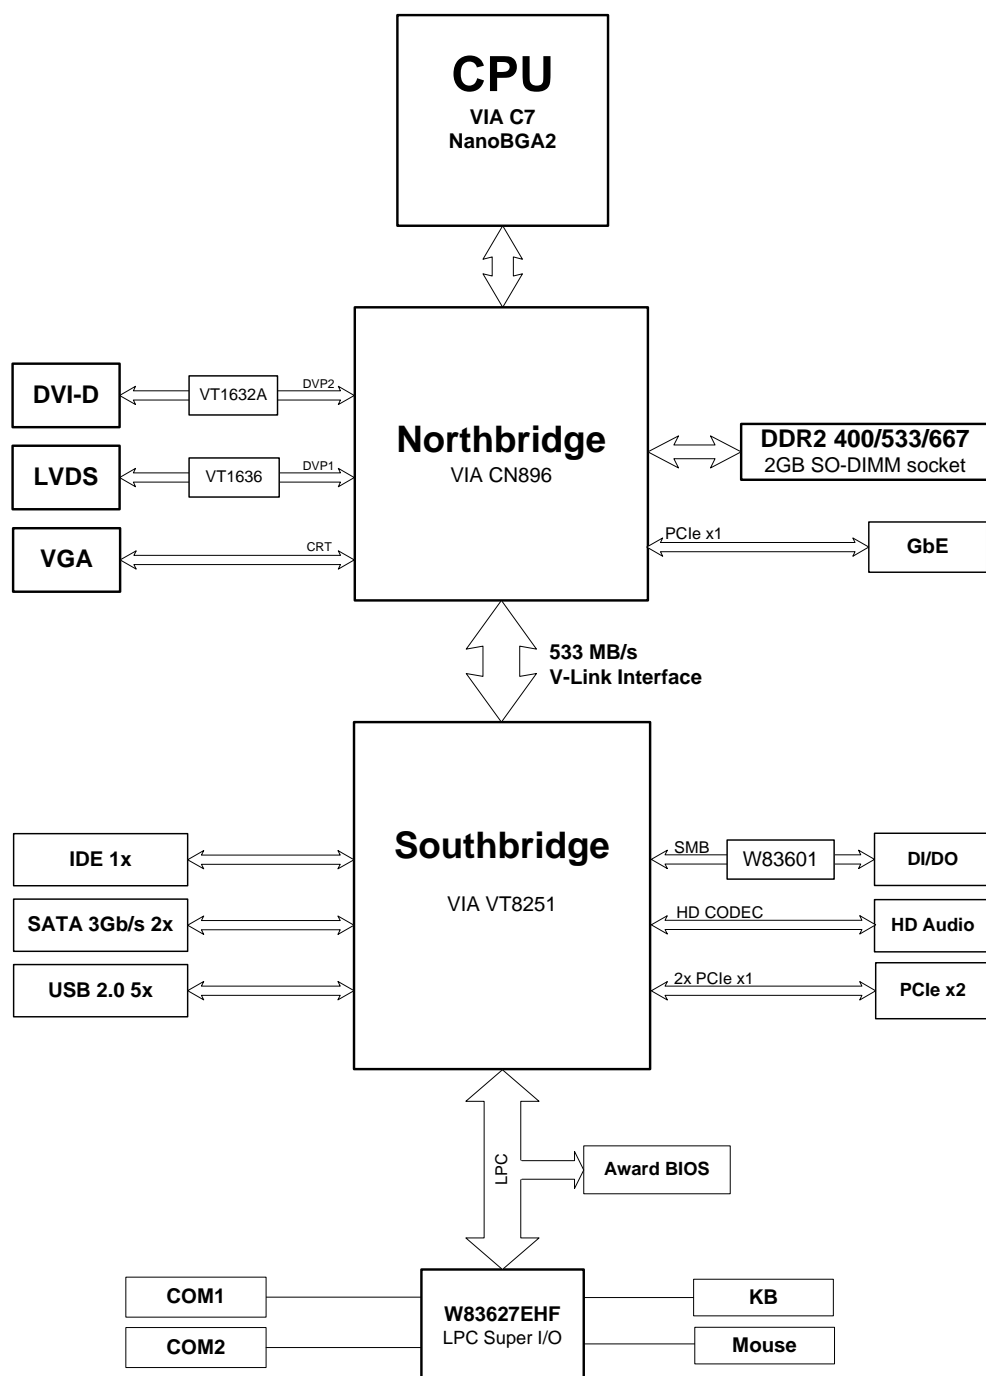 CPU
VIA C7
NanoBGA2
DVI-D
VT1632A
DVP2
LVDS
VT1636
DVP1
VGA
CRT
Northbridge
VIA CN896
DDR2 400/533/667
2GB SO-DIMM socket
PCIe x1
GbE
533 MB/s
V-Link Interface
Southbridge
VIA VT8251
IDE 1x
SATA 3Gb/s 2x
USB 2.0 5x
SMB
W83601
DI/DO
HD CODEC
HD Audio
2x PCIe x1
PCIe x2
LPC
Award BIOS
COM1
COM2
W83627EHF
LPC Super I/O
KB
Mouse